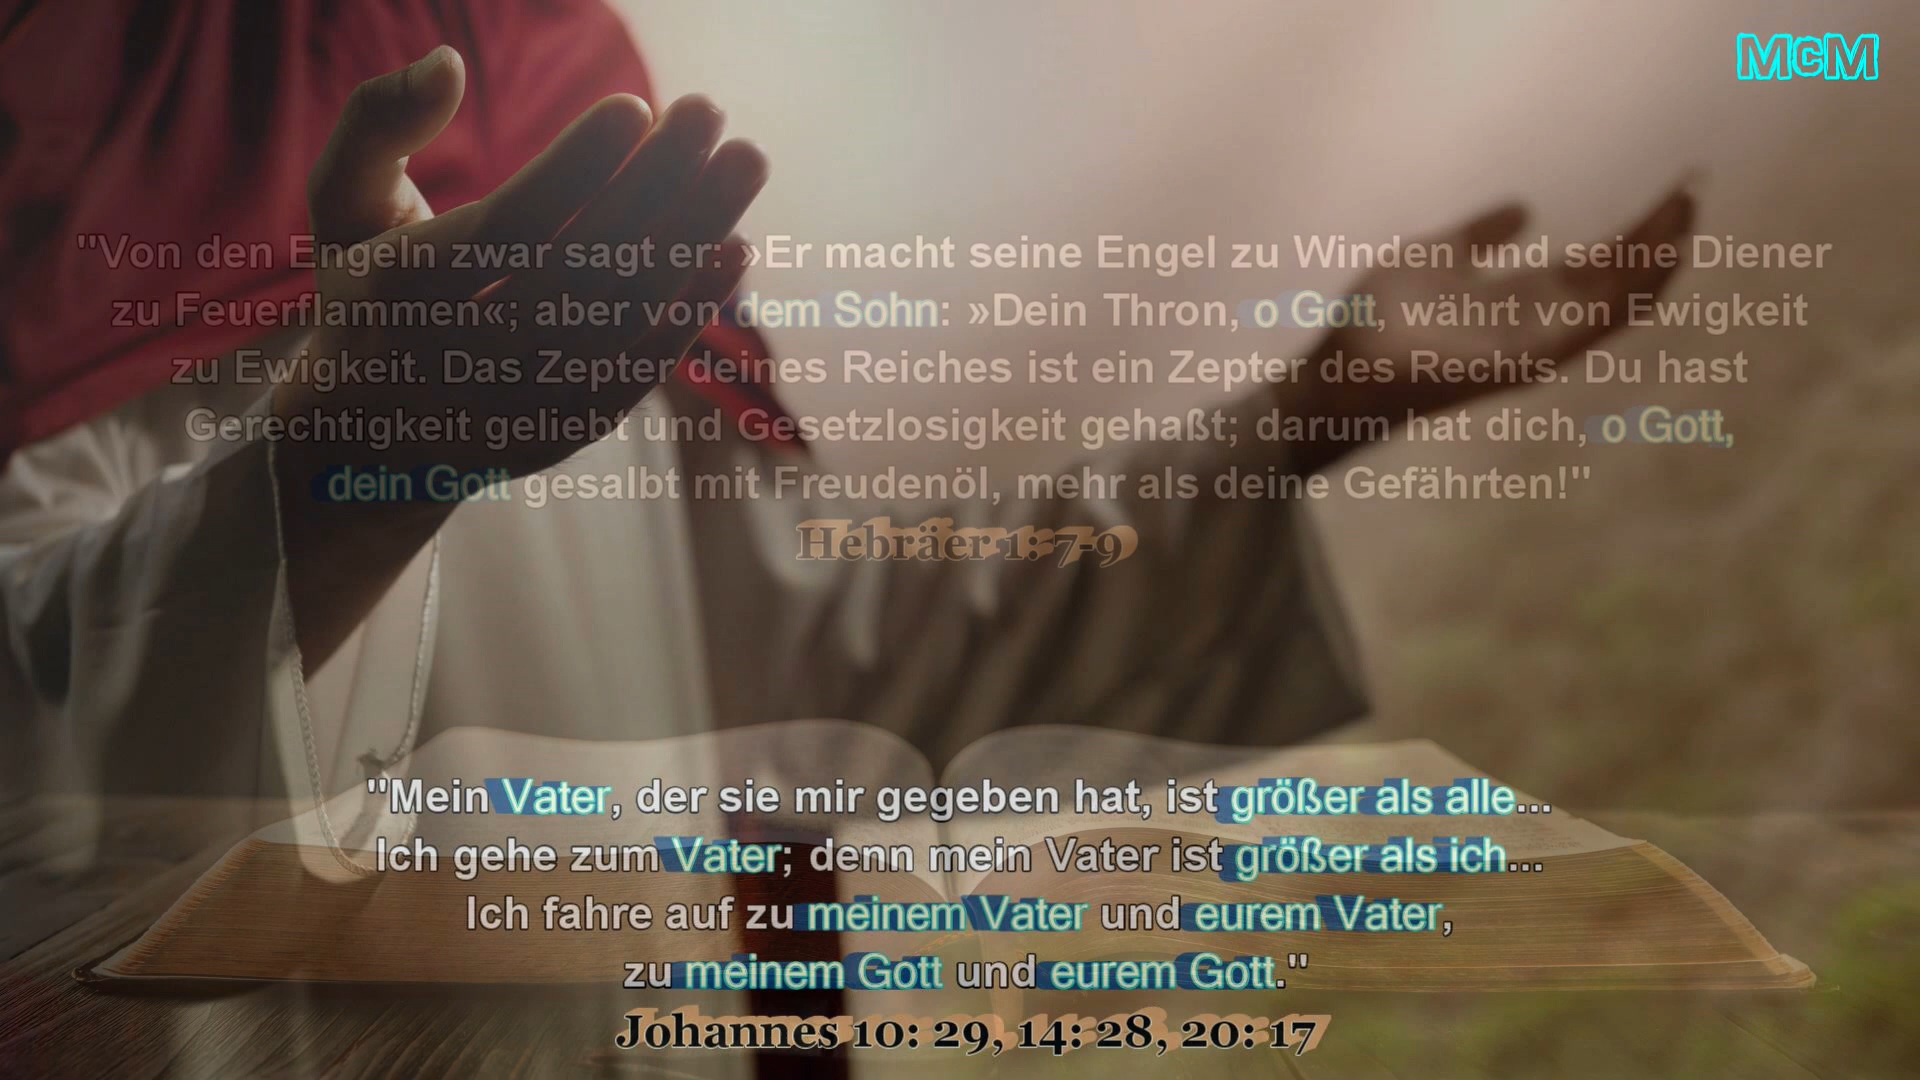 McM
"Von den Engeln zwar sagt er: »Er macht seine Engel zu Winden und seine Diener
zu Feuerflammen«; aber von dem Sohn: »Dein Thron, o Gott, währt von Ewigkeit
zu Ewigkeit. Das Zepter deines Reiches ist ein Zepter des Rechts. Du hast
Gerechtigkeit geliebt und Gesetzlosigkeit gehaßt; darum hat dich, o Gott,
dein Gott gesalbt mit Freudenöl, mehr als deine Gefährten!"
Hebräer 1: 7-9
"Mein Vater, der sie mir gegeben hat, ist größer als alle...
Ich gehe zum Vater; denn mein Vater ist größer als ich...
Ich fahre auf zu meinem Vater und eurem Vater,
zu meinem Gott und eurem Gott."
Johannes 10: 29, 14: 28, 20: 17